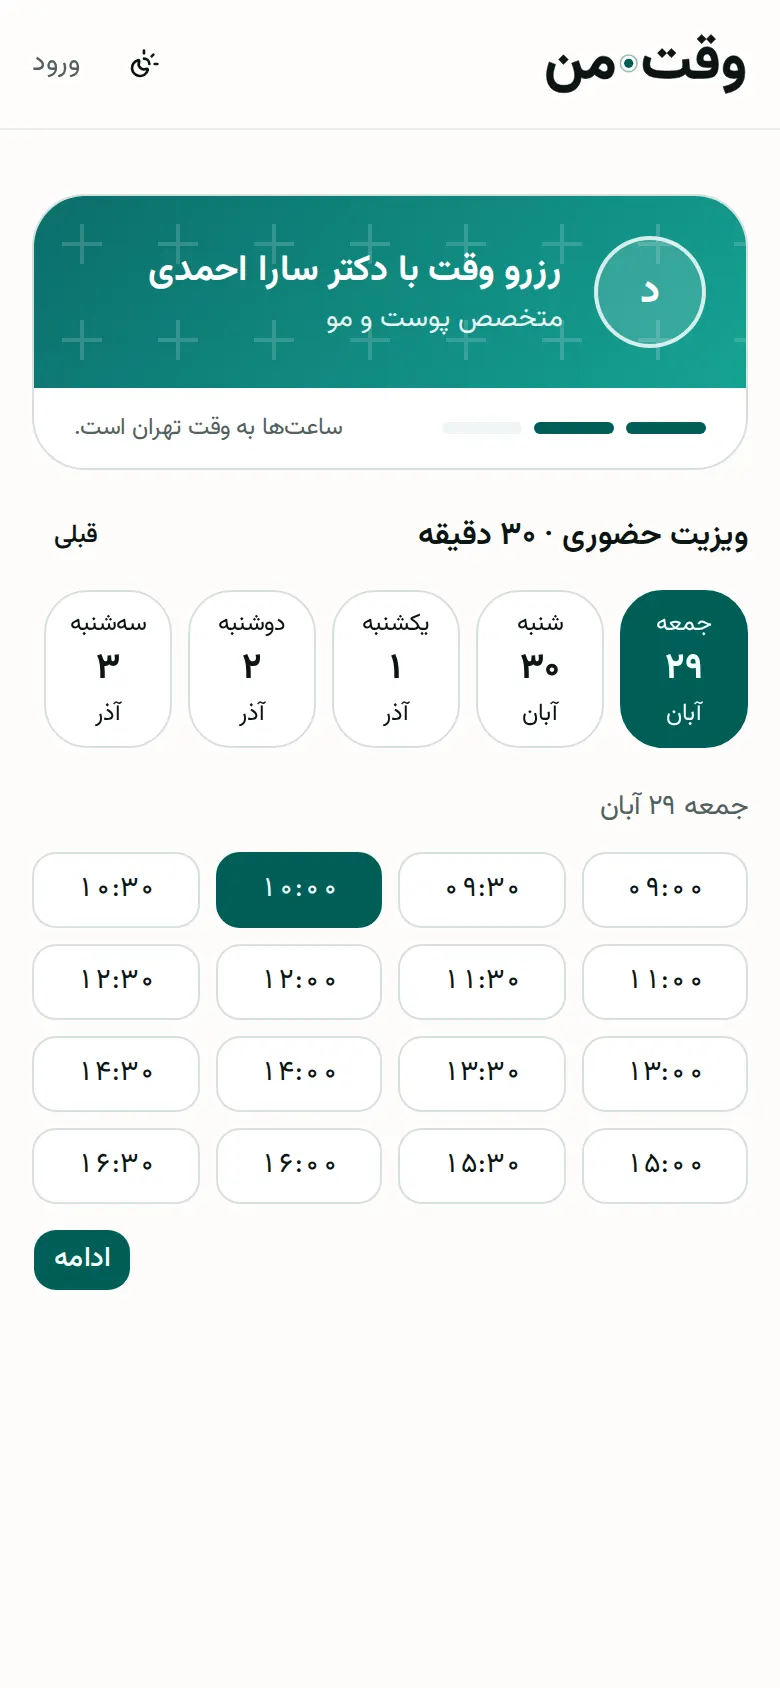 وقت من
ورود
د
رزرو وقت با دکتر سارا احمدی
متخصص پوست و مو
ساعت‌ها به وقت تهران است.
ویزیت حضوری · ۳۰ دقیقه
قبلی
جمعه ۲۹ آبان
شنبه ۳۰ آبان
یکشنبه ۱ آذر
دوشنبه ۲ آذر
سه‌شنبه ۳ آذر
جمعه ۲۹ آبان
۰۹:۰۰ ۰۹:۳۰ ۱۰:۰۰ ۱۰:۳۰
۱۱:۰۰ ۱۱:۳۰ ۱۲:۰۰ ۱۲:۳۰
۱۳:۰۰ ۱۳:۳۰ ۱۴:۰۰ ۱۴:۳۰
۱۵:۰۰ ۱۵:۳۰ ۱۶:۰۰ ۱۶:۳۰
ادامه